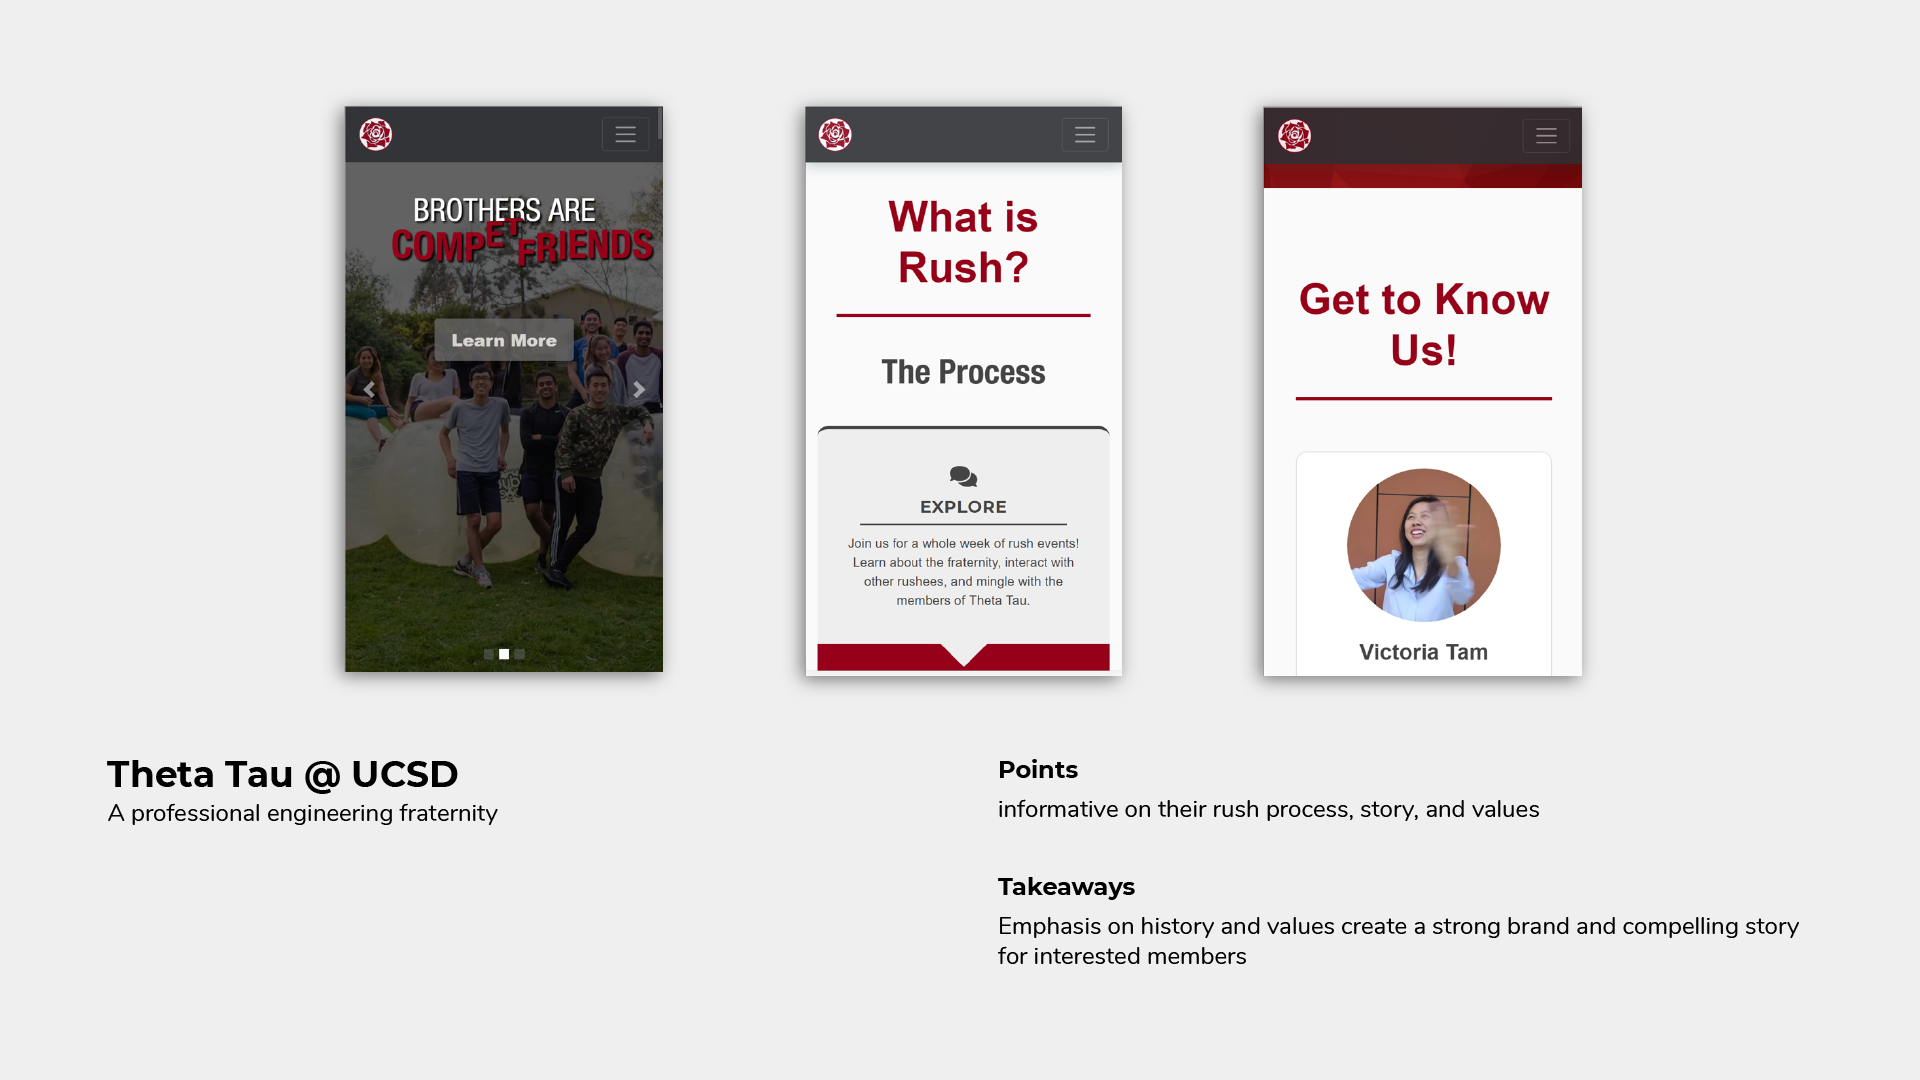 BROTHERS ARE
COMPETFRIENDS
Learn More
What is
Rush?
The Process
EXPLORE
Join us for a whole week of rush events!
Learn about the fraternity, interact with
other rushees, and mingle with the
members of Theta Tau.
Get to Know
Us!
Victoria Tam
Theta Tau @ UCSD
A professional engineering fraternity
Points
informative on their rush process, story, and values
Takeaways
Emphasis on history and values create a strong brand and compelling story
for interested members